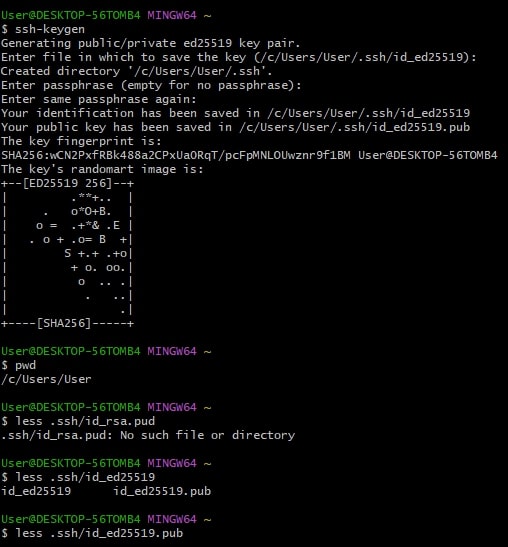 User@DESKTOP-56TOMB4 MINGW64 ~
$ ssh-keygen
Generating public/private ed25519 key pair.
Enter file in which to save the key (/c/Users/User/.ssh/id_ed25519):
Created directory '/c/Users/User/.ssh'.
Enter passphrase (empty for no passphrase):
Enter same passphrase again:
Your identification has been saved in /c/Users/User/.ssh/id_ed25519
Your public key has been saved in /c/Users/User/.ssh/id_ed25519.pub
The key fingerprint is:
SHA256:wCN2PxfRBk488a2CPxUaORqT/pcFpMNLOUwznr9f1BM User@DESKTOP-56TOMB4
The key's randomart image is:
+--[ED25519 256]--+
|         .**+..  |
|     .   o*O+B.  |
|    o =  .+*& .E |
|   . o + .o= B  +|
|        S +.+ .+o|
|         + o. oo.|
|          o  .. .|
|           .   ..|
|                .|
+----[SHA256]-----+
User@DESKTOP-56TOMB4 MINGW64 ~
$ pwd
/c/Users/User
User@DESKTOP-56TOMB4 MINGW64 ~
$ less .ssh/id_rsa.pud
.ssh/id_rsa.pud: No such file or directory
User@DESKTOP-56TOMB4 MINGW64 ~
$ less .ssh/id_ed25519
id_ed25519      id_ed25519.pub
User@DESKTOP-56TOMB4 MINGW64 ~
$ less .ssh/id_ed25519.pub